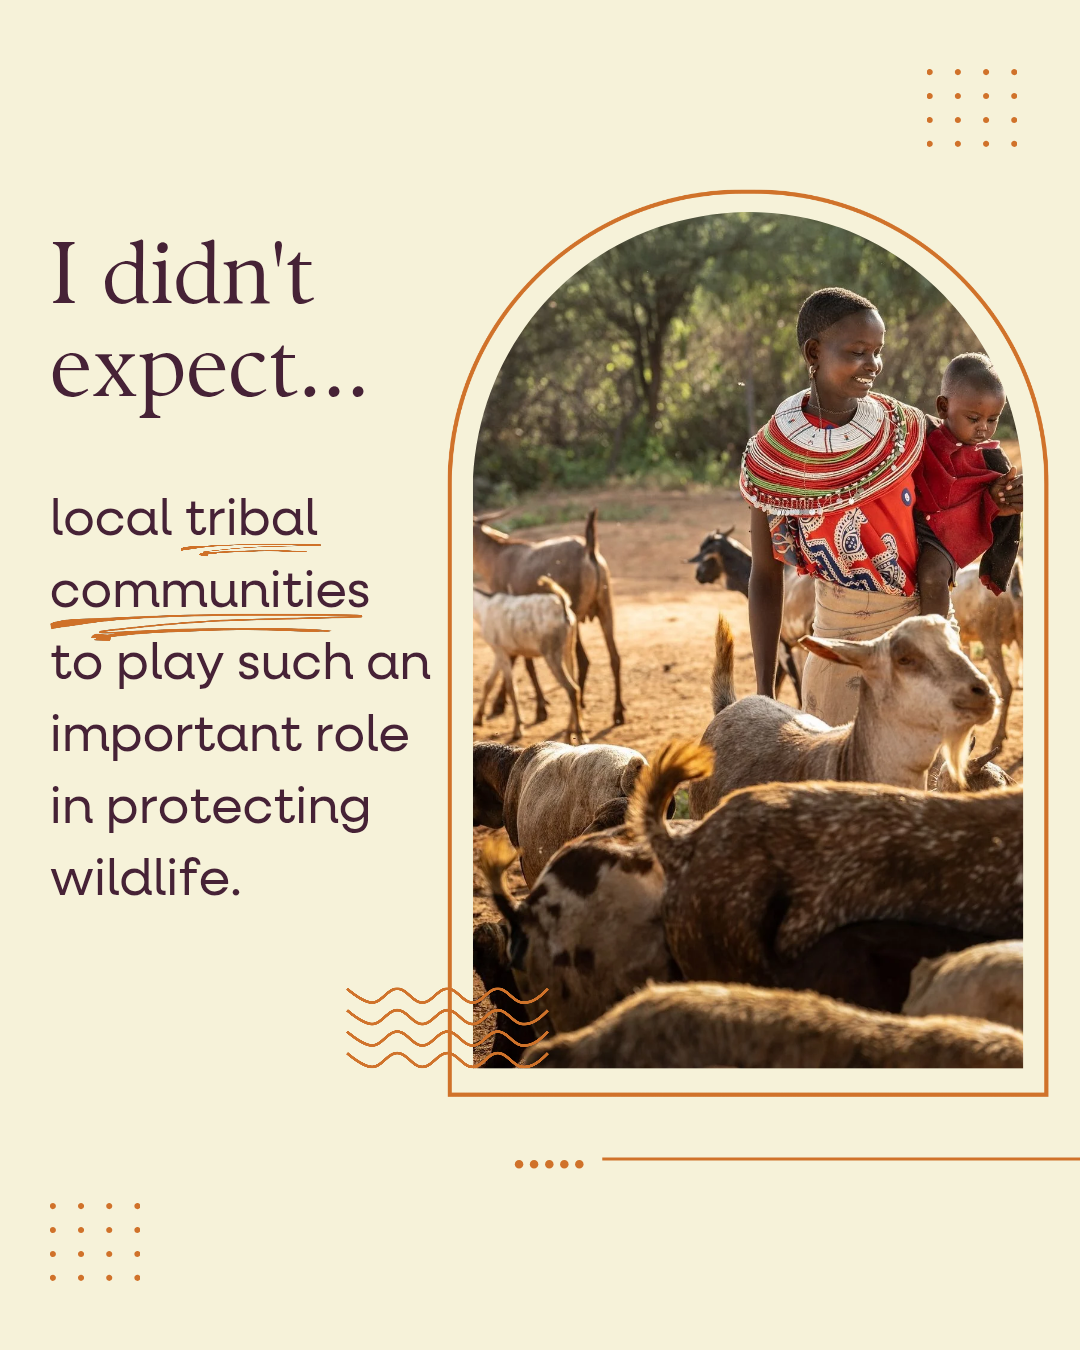 I didn't
expect...
local tribal
communities
to play such an
important role
in protecting
wildlife.